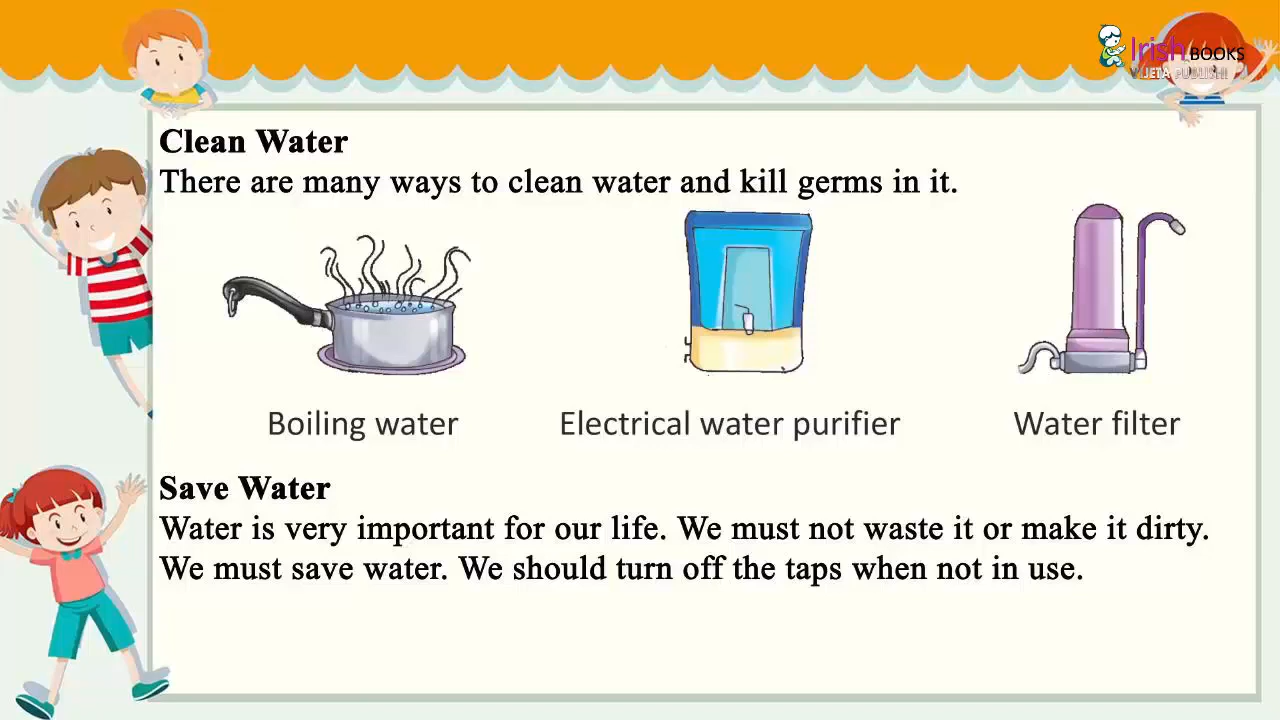 Irish BOOKS
Clean Water
There are many ways to clean water and kill germs in it.
Boiling water Electrical water purifier Water filter
Save Water
Water is very important for our life. We must not waste it or make it dirty.
We must save water. We should turn off the taps when not in use.